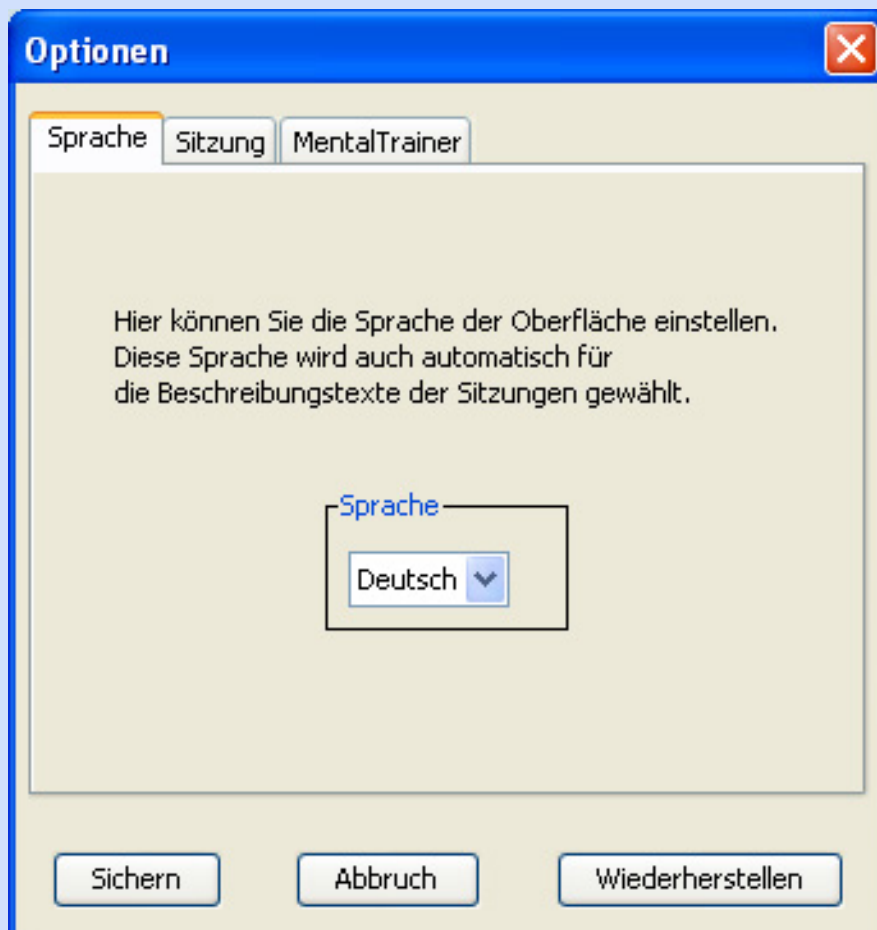 Optionen
Sprache Sitzung MentalTrainer
Hier können Sie die Sprache der Oberfläche einstellen.
Diese Sprache wird auch automatisch für
die Beschreibungstexte der Sitzungen gewählt.
Sprache
Deutsch
Sichern Abbruch Wiederherstellen